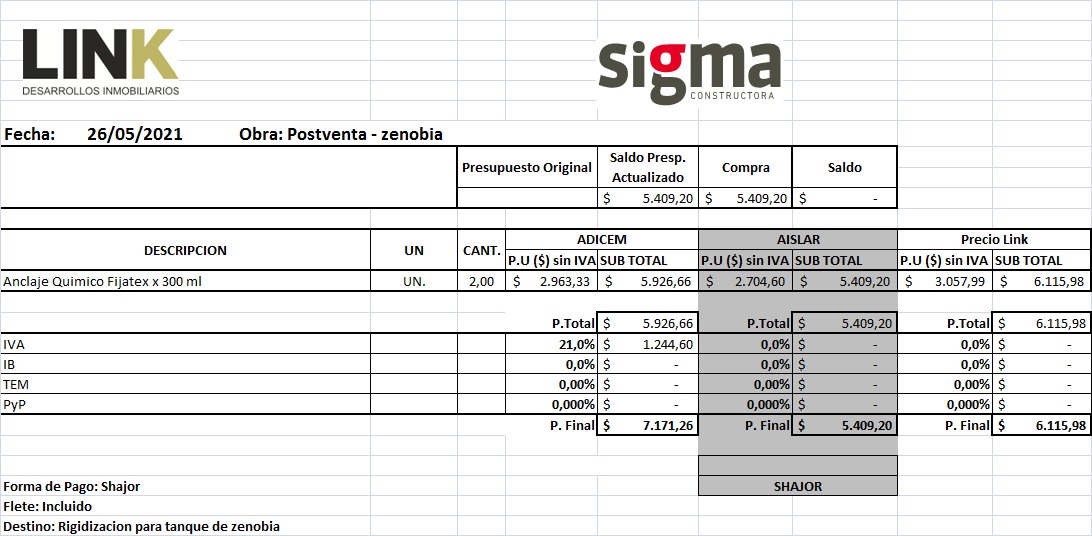 LINK
DESARROLLOS INMOBILIARIOS
sigma
CONSTRUCTORA
Fecha: 26/05/2021 Obra: Postventa - zenobia
Presupuesto Original Saldo Presp. Actualizado Compra Saldo
$ 5.409,20 $ 5.409,20 $ -
ADICEM AISLAR Precio Link
DESCRIPCION UN CANT. P.U ($) sin IVA SUB TOTAL P.U ($) sin IVA SUB TOTAL P.U ($) sin IVA SUB TOTAL
Anclaje Quimico Fijatex x 300 ml UN. 2,00 $ 2.963,33 $ 5.926,66 $ 2.704,60 $ 5.409,20 $ 3.057,99 $ 6.115,98
P.Total $ 5.926,66 P.Total $ 5.409,20 P.Total $ 6.115,98
IVA 21,0% $ 1.244,60 0,0% $ - 0,0% $ -
IB 0,0% $ - 0,0% $ - 0,0% $ -
TEM 0,00% $ - 0,00% $ - 0,00% $ -
PyP 0,000% $ - 0,000% $ - 0,000% $ -
P. Final $ 7.171,26 P. Final $ 5.409,20 P. Final $ 6.115,98
Forma de Pago: Shajor SHAJOR
Flete: Incluido
Destino: Rigidizacion para tanque de zenobia